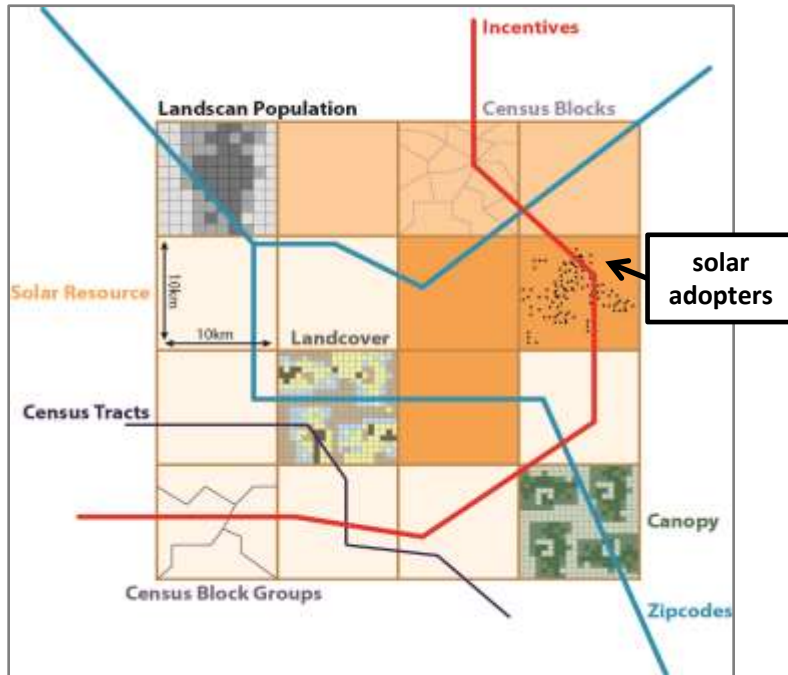 Incentives
Landscan Population
Census Blocks
solar
adopters
Solar Resource
10km
10km
Landcover
Census Tracts
Canopy
Census Block Groups
Zipcodes